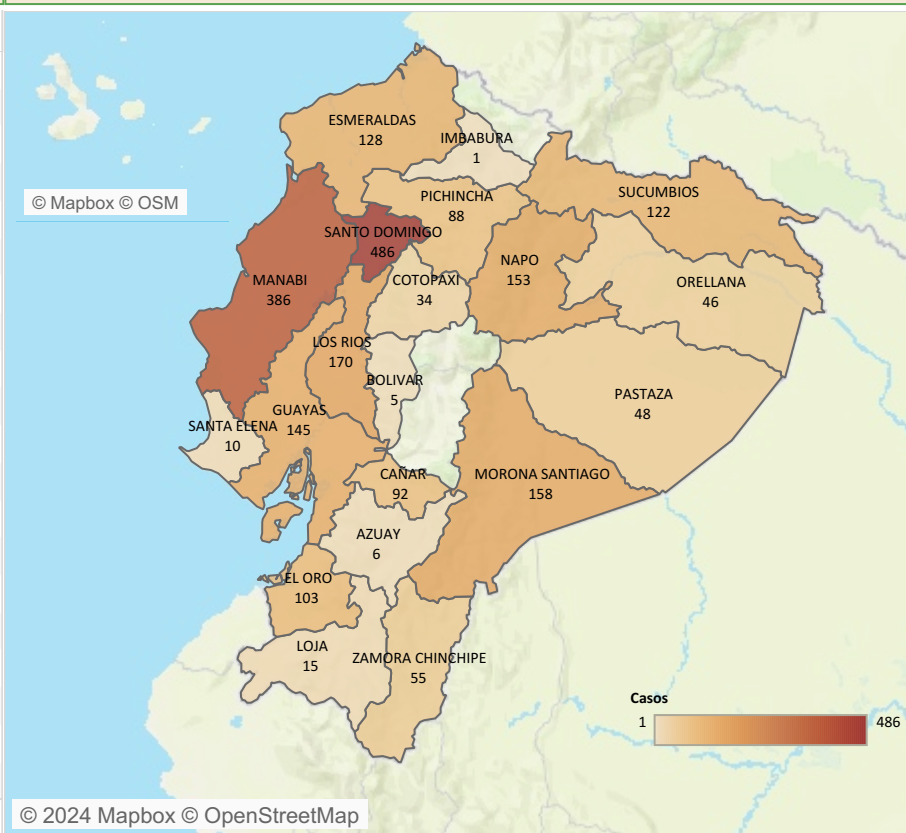 ESMERALDAS
128
IMBABURA
1
© Mapbox © OSM
PICHINCHA
88
SUCUMBIOS
122
SANTO DOMINGO
486
NAPO
153
MANABI
386
COTOPAXI
34
ORELLANA
46
LOS RIOS
170
BOLIVAR
5
PASTAZA
48
GUAYAS
145
SANTA ELENA
10
CAÑAR
92
MORONA SANTIAGO
158
AZUAY
6
EL ORO
103
LOJA
15
ZAMORA CHINCHIPE
55
Casos
1 486
© 2024 Mapbox © OpenStreetMap